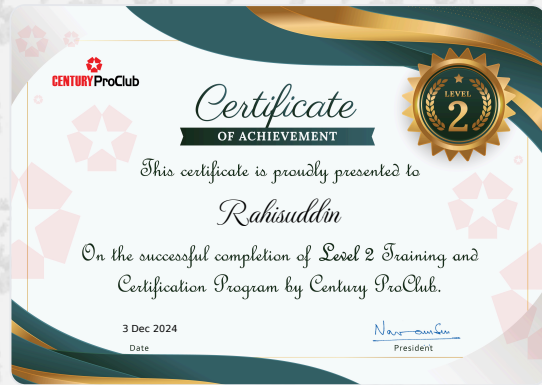 CENTURY ProClub
Certificate
OF ACHIEVEMENT
LEVEL
2
This certificate is proudly presented to
Rahisuddin
On the successful completion of Level 2 Training and
Certification Program by Century ProClub.
3 Dec 2024
Date
President